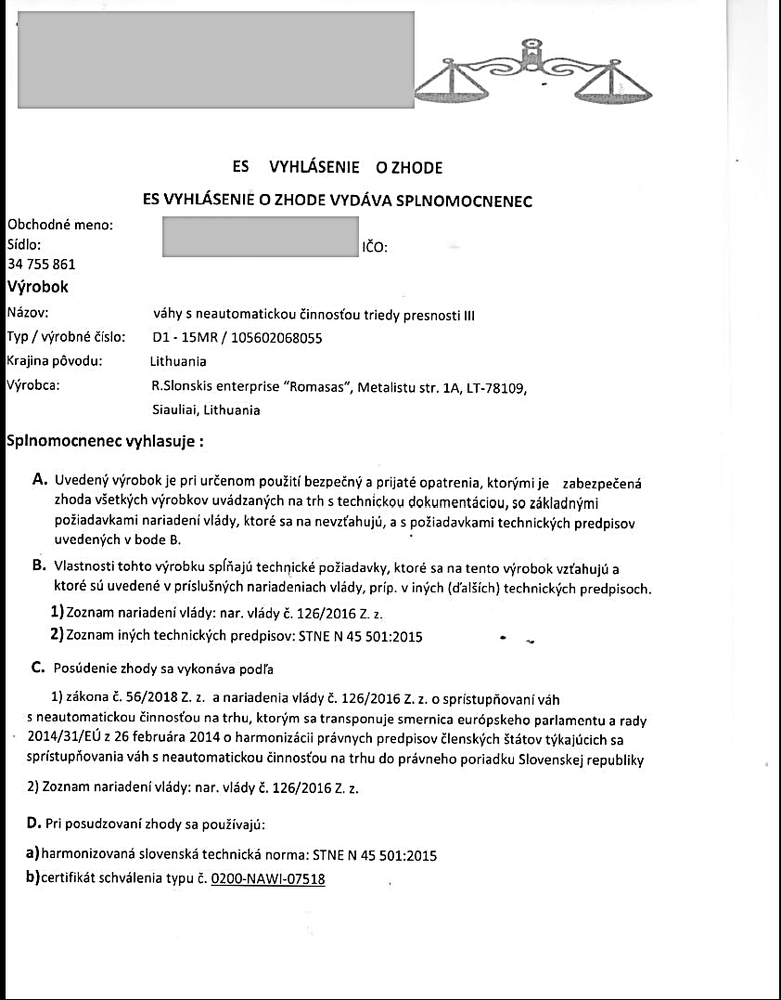 ES VYHLÁSENIE O ZHODE
ES VYHLÁSENIE O ZHODE VYDÁVA SPLNOMOCNENEC
Obchodné meno:
Sídlo: IČO:
34 755 861
Výrobok
Názov: váhy s neautomatickou činnosťou triedy presnosti III
Typ / výrobné číslo: D1 - 15MR / 105602068055
Krajina pôvodu: Lithuania
Výrobca: R.Slonskis enterprise "Romasas", Metalistu str. 1A, LT-78109,
Siauliai, Lithuania
Splnomocnenec vyhlasuje :
A. Uvedený výrobok je pri určenom použití bezpečný a prijaté opatrenia, ktorými je zabezpečená
zhoda všetkých výrobkov uvádzaných na trh s technickou dokumentáciou, so základnými
požiadavkami nariadení vlády, ktoré sa na nevzťahujú, a s požiadavkami technických predpisov
uvedených v bode B.
B. Vlastnosti tohto výrobku spĺňajú technické požiadavky, ktoré sa na tento výrobok vzťahujú a
ktoré sú uvedené v príslušných nariadeniach vlády, príp. v iných (ďalších) technických predpisoch.
1) Zoznam nariadení vlády: nar. vlády č. 126/2016 Z. z.
2) Zoznam iných technických predpisov: STNE N 45 501:2015
C. Posúdenie zhody sa vykonáva podľa
1) zákona č. 56/2018 Z. z. a nariadenia vlády č. 126/2016 Z. z. o sprístupňovaní váh
s neautomatickou činnosťou na trhu, ktorým sa transponuje smernica európskeho parlamentu a rady
2014/31/EÚ z 26 februára 2014 o harmonizácii právnych predpisov členských štátov týkajúcich sa
sprístupňovania váh s neautomatickou činnosťou na trhu do právneho poriadku Slovenskej republiky
2) Zoznam nariadení vlády: nar. vlády č. 126/2016 Z. z.
D. Pri posudzovaní zhody sa používajú:
a) harmonizovaná slovenská technická norma: STNE N 45 501:2015
b) certifikát schválenia typu č. 0200-NAWI-07518